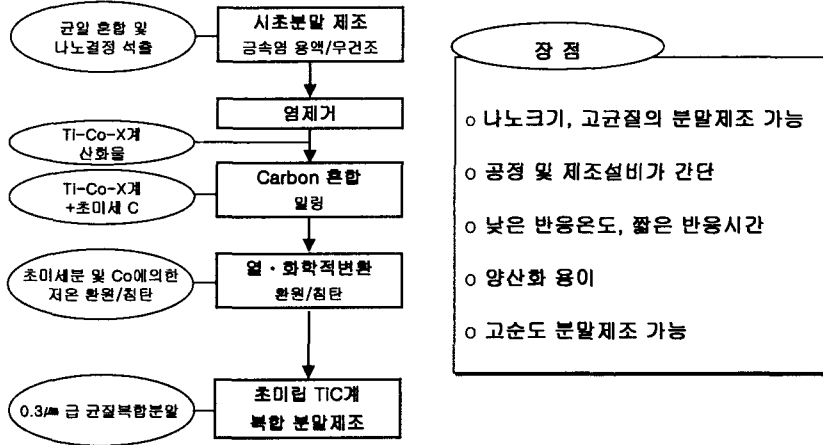 균일 혼합 및
나노결정 석출
시초분말 제조
금속염 용액/우건조
염제거
Ti-Co-X계
산화물
Ti-Co-X계
+초미세 C
Carbon 혼합
밀링
초미세분 및 Co에의한
저온 환원/침탄
열·화학적변환
환원/침탄
0.3㎛ 급 균질복합분말
초미립 TiC계
복합 분말제조
장 점
o 나노크기, 고균질의 분말제조 가능
o 공정 및 제조설비가 간단
o 낮은 반응온도, 짧은 반응시간
o 양산화 용이
o 고순도 분말제조 가능